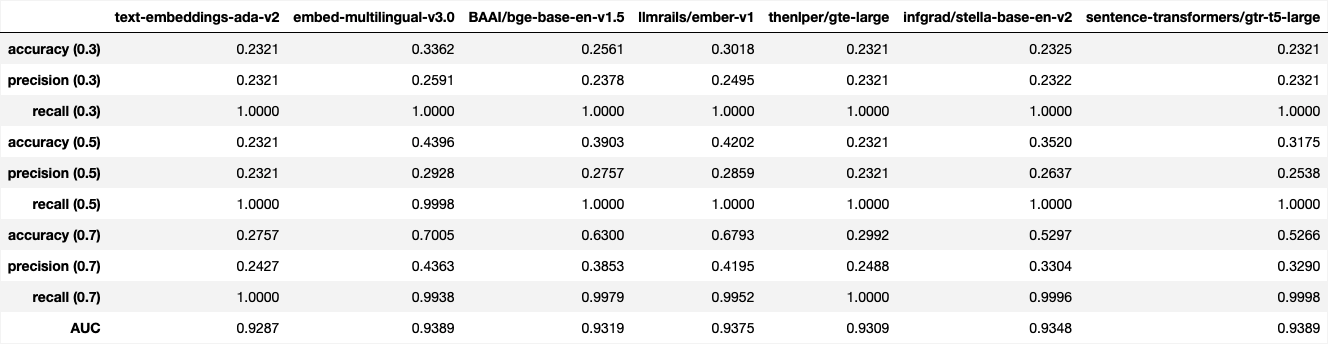 text-embeddings-ada-v2 embed-multilingual-v3.0 BAAI/bge-base-en-v1.5 llmrails/ember-v1 thenlper/gte-large infgrad/stella-base-en-v2 sentence-transformers/gtr-t5-large
accuracy (0.3) 0.2321 0.3362 0.2561 0.3018 0.2321 0.2325 0.2321
precision (0.3) 0.2321 0.2591 0.2378 0.2495 0.2321 0.2322 0.2321
recall (0.3) 1.0000 1.0000 1.0000 1.0000 1.0000 1.0000 1.0000
accuracy (0.5) 0.2321 0.4396 0.3903 0.4202 0.2321 0.3520 0.3175
precision (0.5) 0.2321 0.2928 0.2757 0.2859 0.2321 0.2637 0.2538
recall (0.5) 1.0000 0.9998 1.0000 1.0000 1.0000 1.0000 1.0000
accuracy (0.7) 0.2757 0.7005 0.6300 0.6793 0.2992 0.5297 0.5266
precision (0.7) 0.2427 0.4363 0.3853 0.4195 0.2488 0.3304 0.3290
recall (0.7) 1.0000 0.9938 0.9979 0.9952 1.0000 0.9996 0.9998
AUC 0.9287 0.9389 0.9319 0.9375 0.9309 0.9348 0.9389